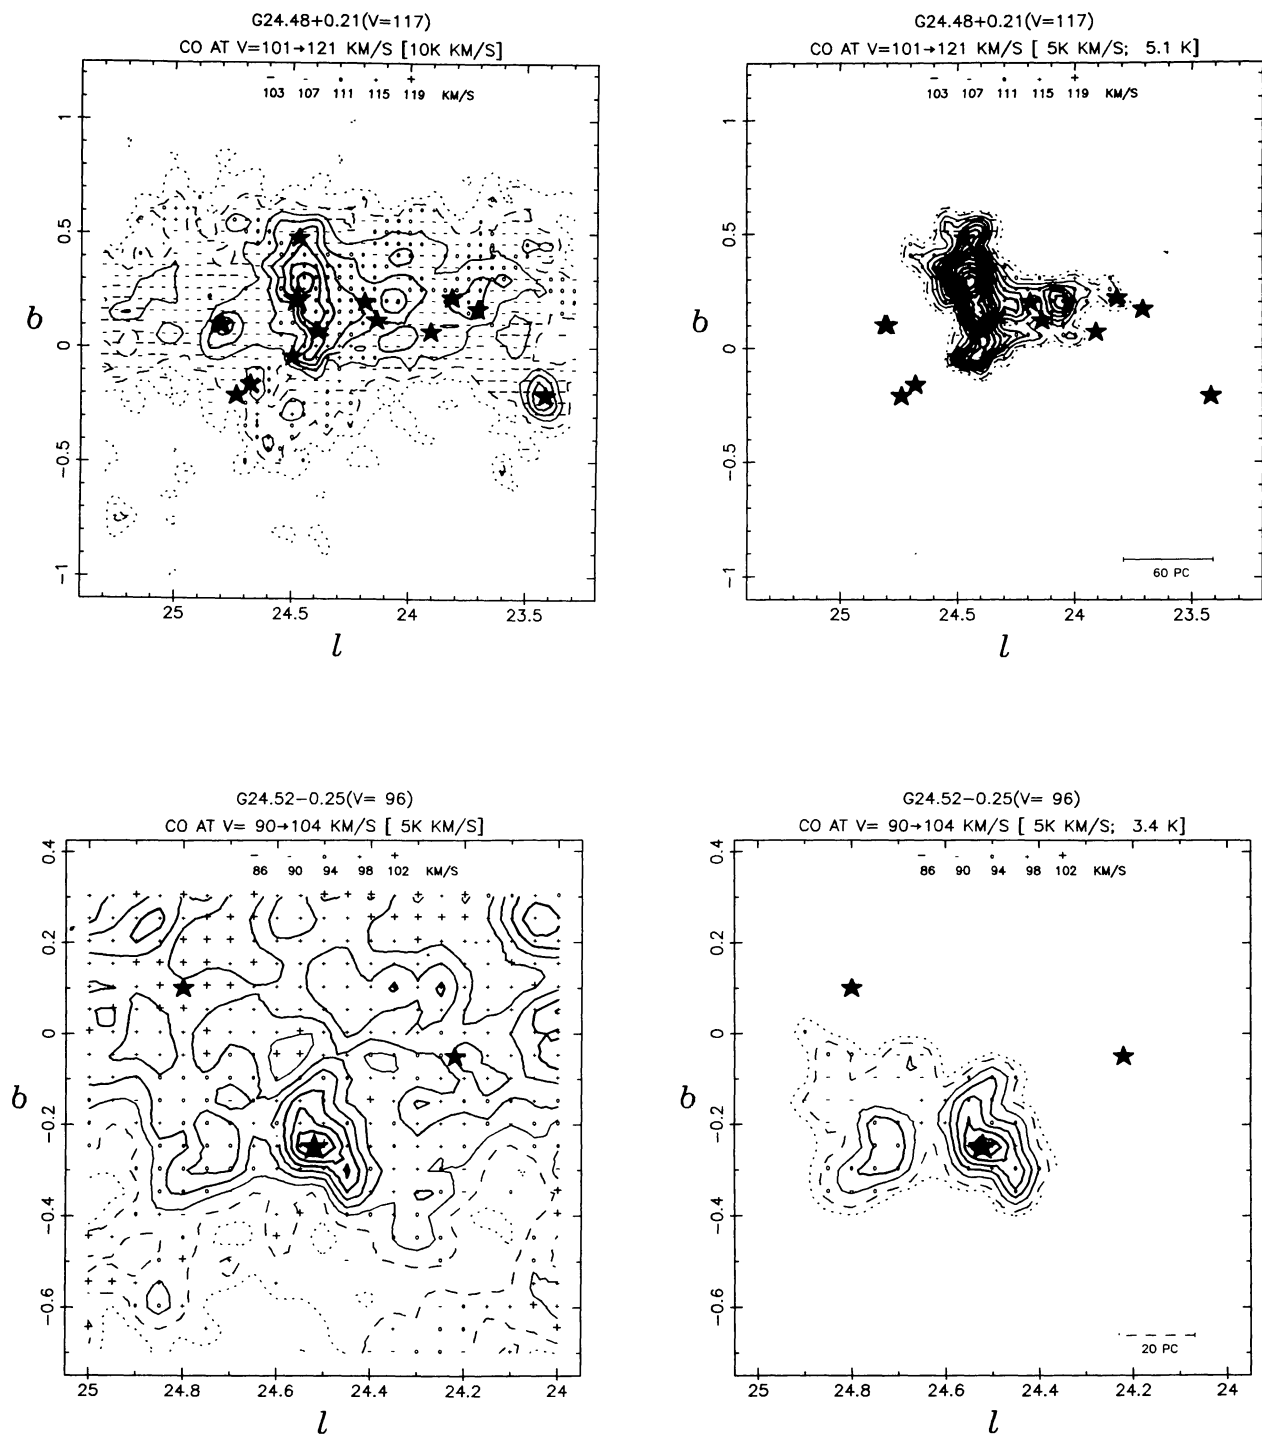 G24.48+0.21(V=117)
CO AT V=101→121 KM/S [10K KM/S]
103 107 111 115 119 KM/S
1
0.5
0
−0.5
−1
b
25 24.5 24 23.5
l
G24.48+0.21(V=117)
CO AT V=101→121 KM/S [ 5K KM/S; 5.1 K]
103 107 111 115 119 KM/S
1
0.5
0
−0.5
−1
b
60 PC
25 24.5 24 23.5
l
G24.52−0.25(V= 96)
CO AT V= 90→104 KM/S [ 5K KM/S]
86 90 94 98 102 KM/S
0.4
0.2
0
−0.2
−0.4
−0.6
b
25 24.8 24.6 24.4 24.2 24
l
G24.52−0.25(V= 96)
CO AT V= 90→104 KM/S [ 5K KM/S; 3.4 K]
86 90 94 98 102 KM/S
0.4
0.2
0
−0.2
−0.4
−0.6
b
20 PC
25 24.8 24.6 24.4 24.2 24
l